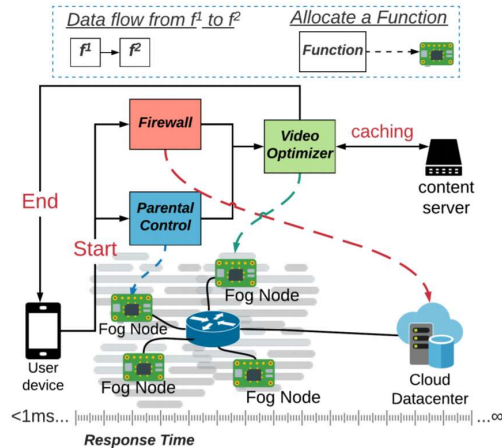 Data flow from f¹ to f²
Allocate a Function
f¹
f²
Function
Firewall
Video
Optimizer
caching
content
server
End
Parental
Control
Start
Fog Node
Fog Node
User
device
Fog Node
Fog Node
Cloud
Datacenter
<1ms...
...∞
Response Time